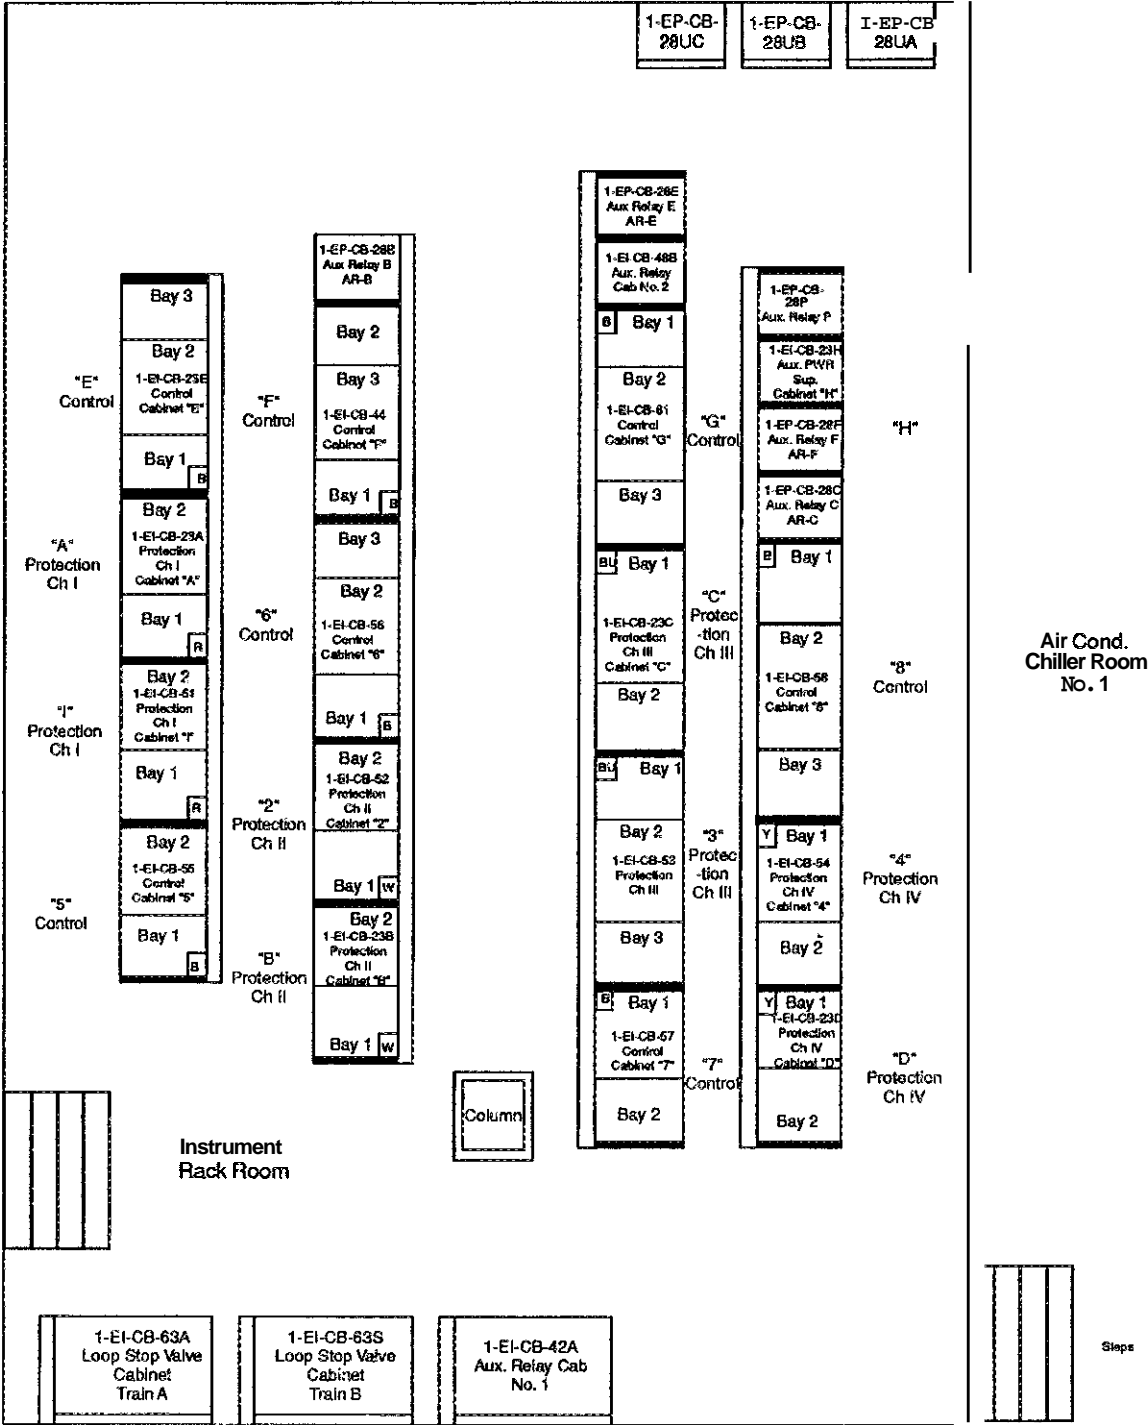 1-EP-CB-
28UC
1-EP-CB-
28UB
I-EP-CB
28UA
"E"
Control
"A"
Protection
Ch I
"I"
Protection
Ch I
"5"
Control
Bay 3
Bay 2
1-EI-CB-23E
Control
Cabinet "E"
Bay 1
B
Bay 2
1-EI-CB-23A
Protection
Ch I
Cabinet "A"
Bay 1
R
Bay 2
1-EI-CB-51
Protection
Ch I
Cabinet "I"
Bay 1
R
Bay 2
1-EI-CB-55
Control
Cabinet "5"
Bay 1
B
"F"
Control
"6"
Control
"2"
Protection
Ch II
"B"
Protection
Ch II
1-EP-CB-28B
Aux Relay B
AR-B
Bay 2
Bay 3
1-EI-CB-44
Control
Cabinet "F"
Bay 1
B
Bay 3
Bay 2
1-EI-CB-56
Control
Cabinet "6"
Bay 1
B
Bay 2
1-EI-CB-52
Protection
Ch II
Cabinet "2"
Bay 1
W
Bay 2
1-EI-CB-23B
Protection
Ch II
Cabinet "B"
Bay 1
W
1-EP-CB-28E
Aux Relay E
AR-E
1-EI-CB-48B
Aux. Relay
Cab No. 2
B
Bay 1
Bay 2
1-EI-CB-61
Control
Cabinet "G"
Bay 3
BU
Bay 1
1-EI-CB-23C
Protection
Ch III
Cabinet "C"
Bay 2
BU
Bay 1
Bay 2
1-EI-CB-53
Protection
Ch III
Bay 3
B
Bay 1
1-EI-CB-57
Control
Cabinet "7"
Bay 2
"G"
Control
"C"
Protec
-tion
Ch III
"3"
Protec
-tion
Ch III
"7"
Control
1-EP-CB-
28P
Aux. Relay P
1-EI-CB-23H
Aux. PWR
Sup.
Cabinet "H"
1-EP-CB-28F
Aux. Relay F
AR-F
1-EP-CB-28C
Aux. Relay C
AR-C
B
Bay 1
Bay 2
1-EI-CB-58
Control
Cabinet "8"
Bay 3
Y
Bay 1
1-EI-CB-54
Protection
Ch IV
Cabinet "4"
Bay 2
Y
Bay 1
1-EI-CB-23D
Protection
Ch IV
Cabinet "D"
Bay 2
"H"
"8"
Control
"4"
Protection
Ch IV
"D"
Protection
Ch IV
Air Cond.
Chiller Room
No. 1
Column
Instrument
Rack Room
1-EI-CB-63A
Loop Stop Valve
Cabinet
Train A
1-EI-CB-63S
Loop Stop Valve
Cabinet
Train B
1-EI-CB-42A
Aux. Relay Cab
No. 1
Steps